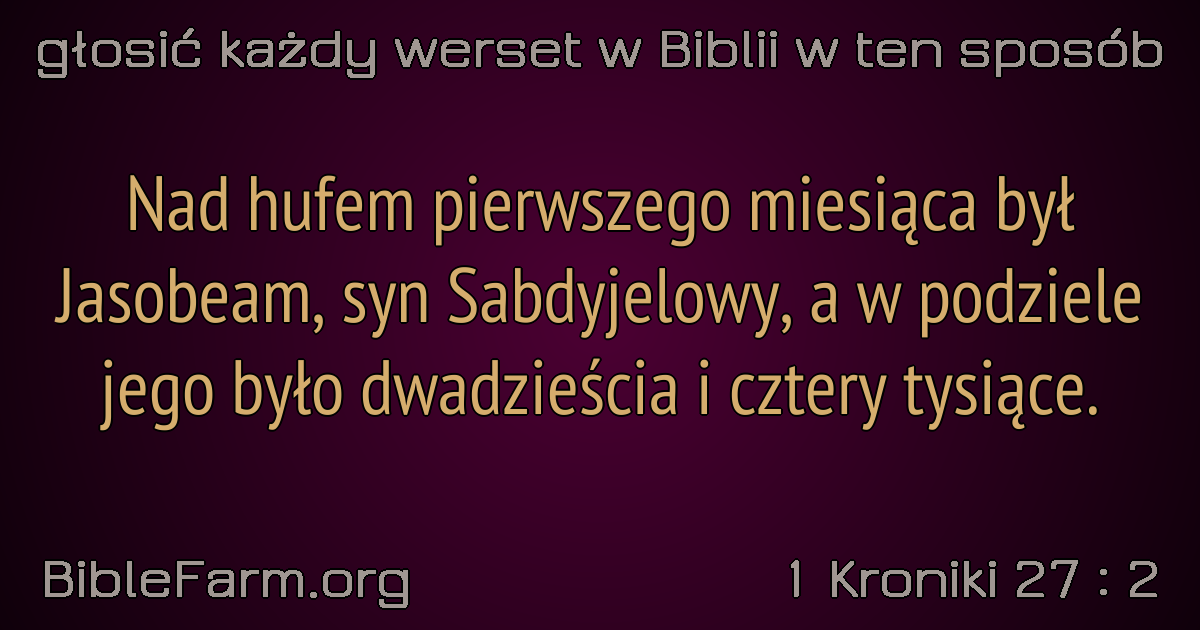 głosić każdy werset w Biblii w ten sposób
Nad hufem pierwszego miesiąca był
Jasobeam, syn Sabdyjelowy, a w podziele
jego było dwadzieścia i cztery tysiące.
BibleFarm.org
1 Kroniki 27 : 2